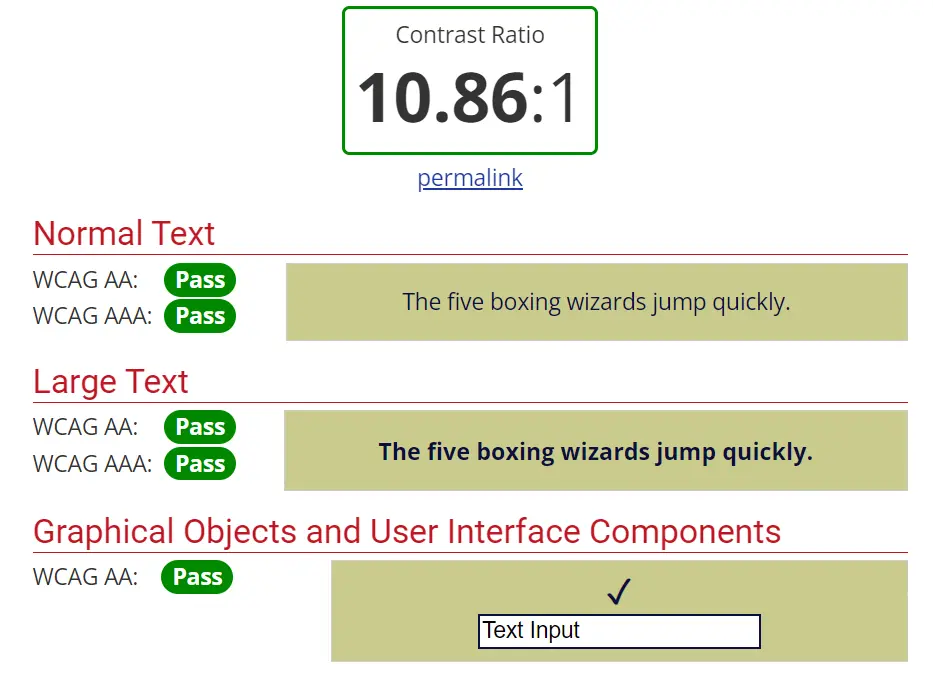 Contrast Ratio
10.86:1
permalink
Normal Text
WCAG AA: Pass
WCAG AAA: Pass
The five boxing wizards jump quickly.
Large Text
WCAG AA: Pass
WCAG AAA: Pass
The five boxing wizards jump quickly.
Graphical Objects and User Interface Components
WCAG AA: Pass
✓
Text Input